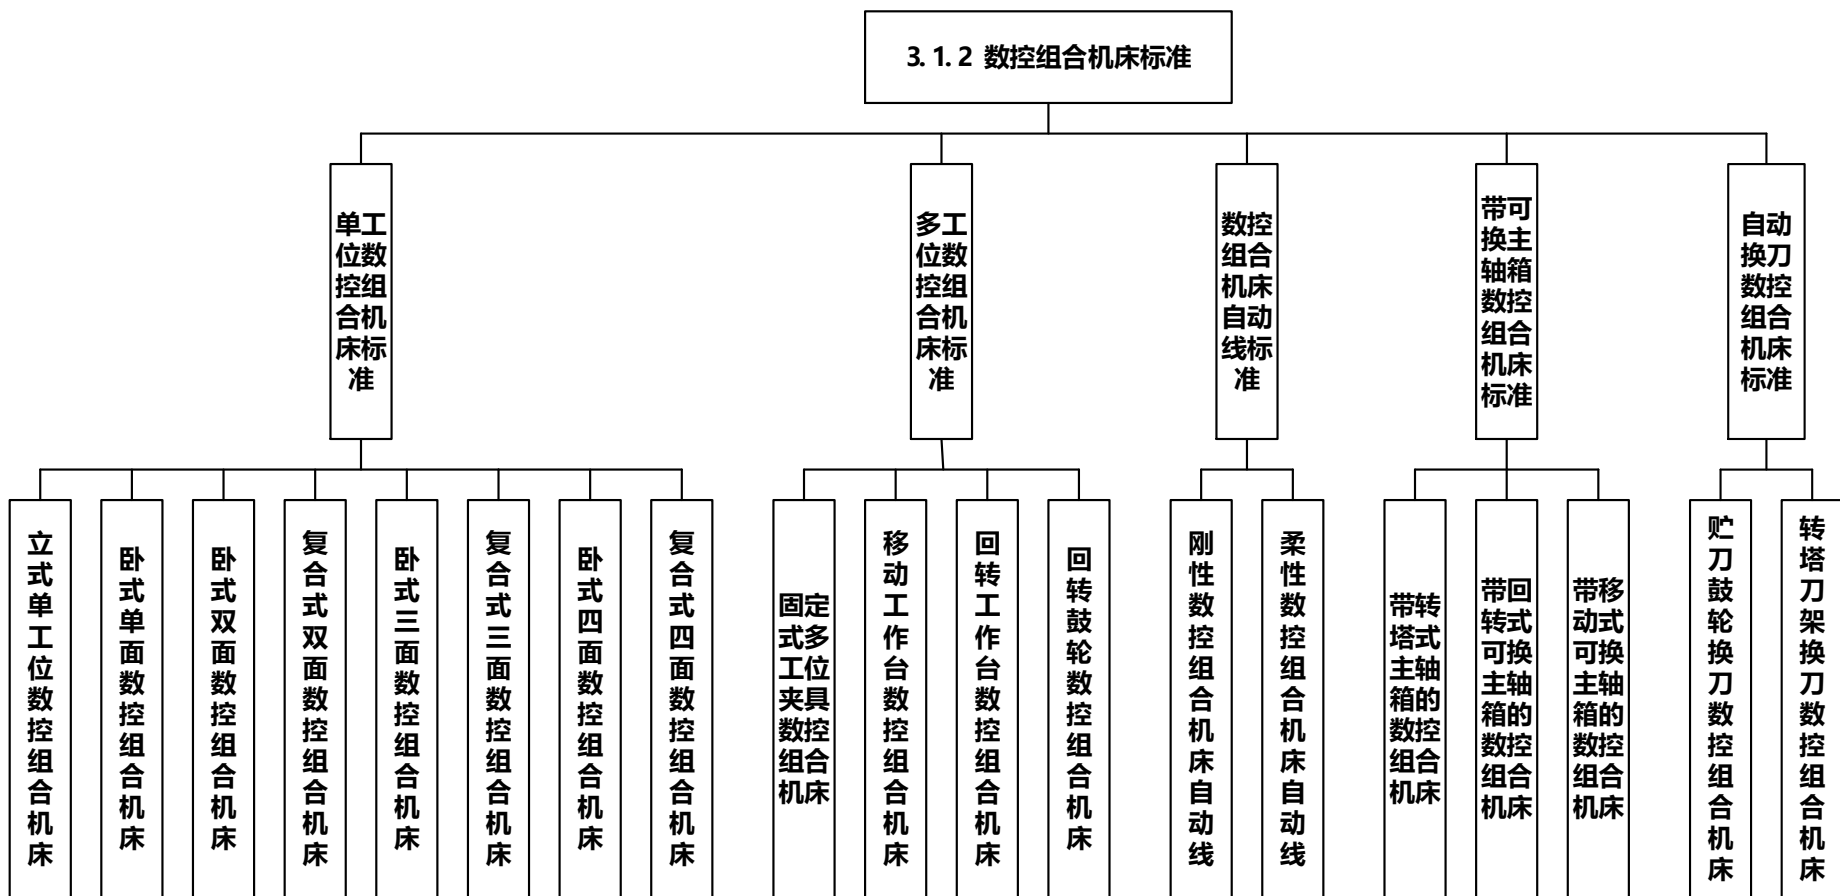 3.1.2 数控组合机床标准
单工
位数
控组
合机
床标
准
多工
位数
控组
合机
床标
准
数控
组合
机床
自动
线标
准
带可
换主
轴箱
数控
组合
机床
标准
自动
换刀
数控
组合
机床
标准
立式单工位数控组合机床
卧式单面数控组合机床
卧式双面数控组合机床
复合式双面数控组合机床
卧式三面数控组合机床
复合式三面数控组合机床
卧式四面数控组合机床
复合式四面数控组合机床
固定
式多
工位
夹具
数控
组合
机床
移动工作台数控组合机床
回转工作台数控组合机床
回转鼓轮数控组合机床
刚性数控组合机床自动线
柔性数控组合机床自动线
带转
塔式
主轴
箱的
数控
组合
机床
带回
转式
可换
主轴
箱的
数控
组合
机床
带移
动式
可换
主轴
箱的
数控
组合
机床
贮刀鼓轮换刀数控组合机床
转塔刀架换刀数控组合机床